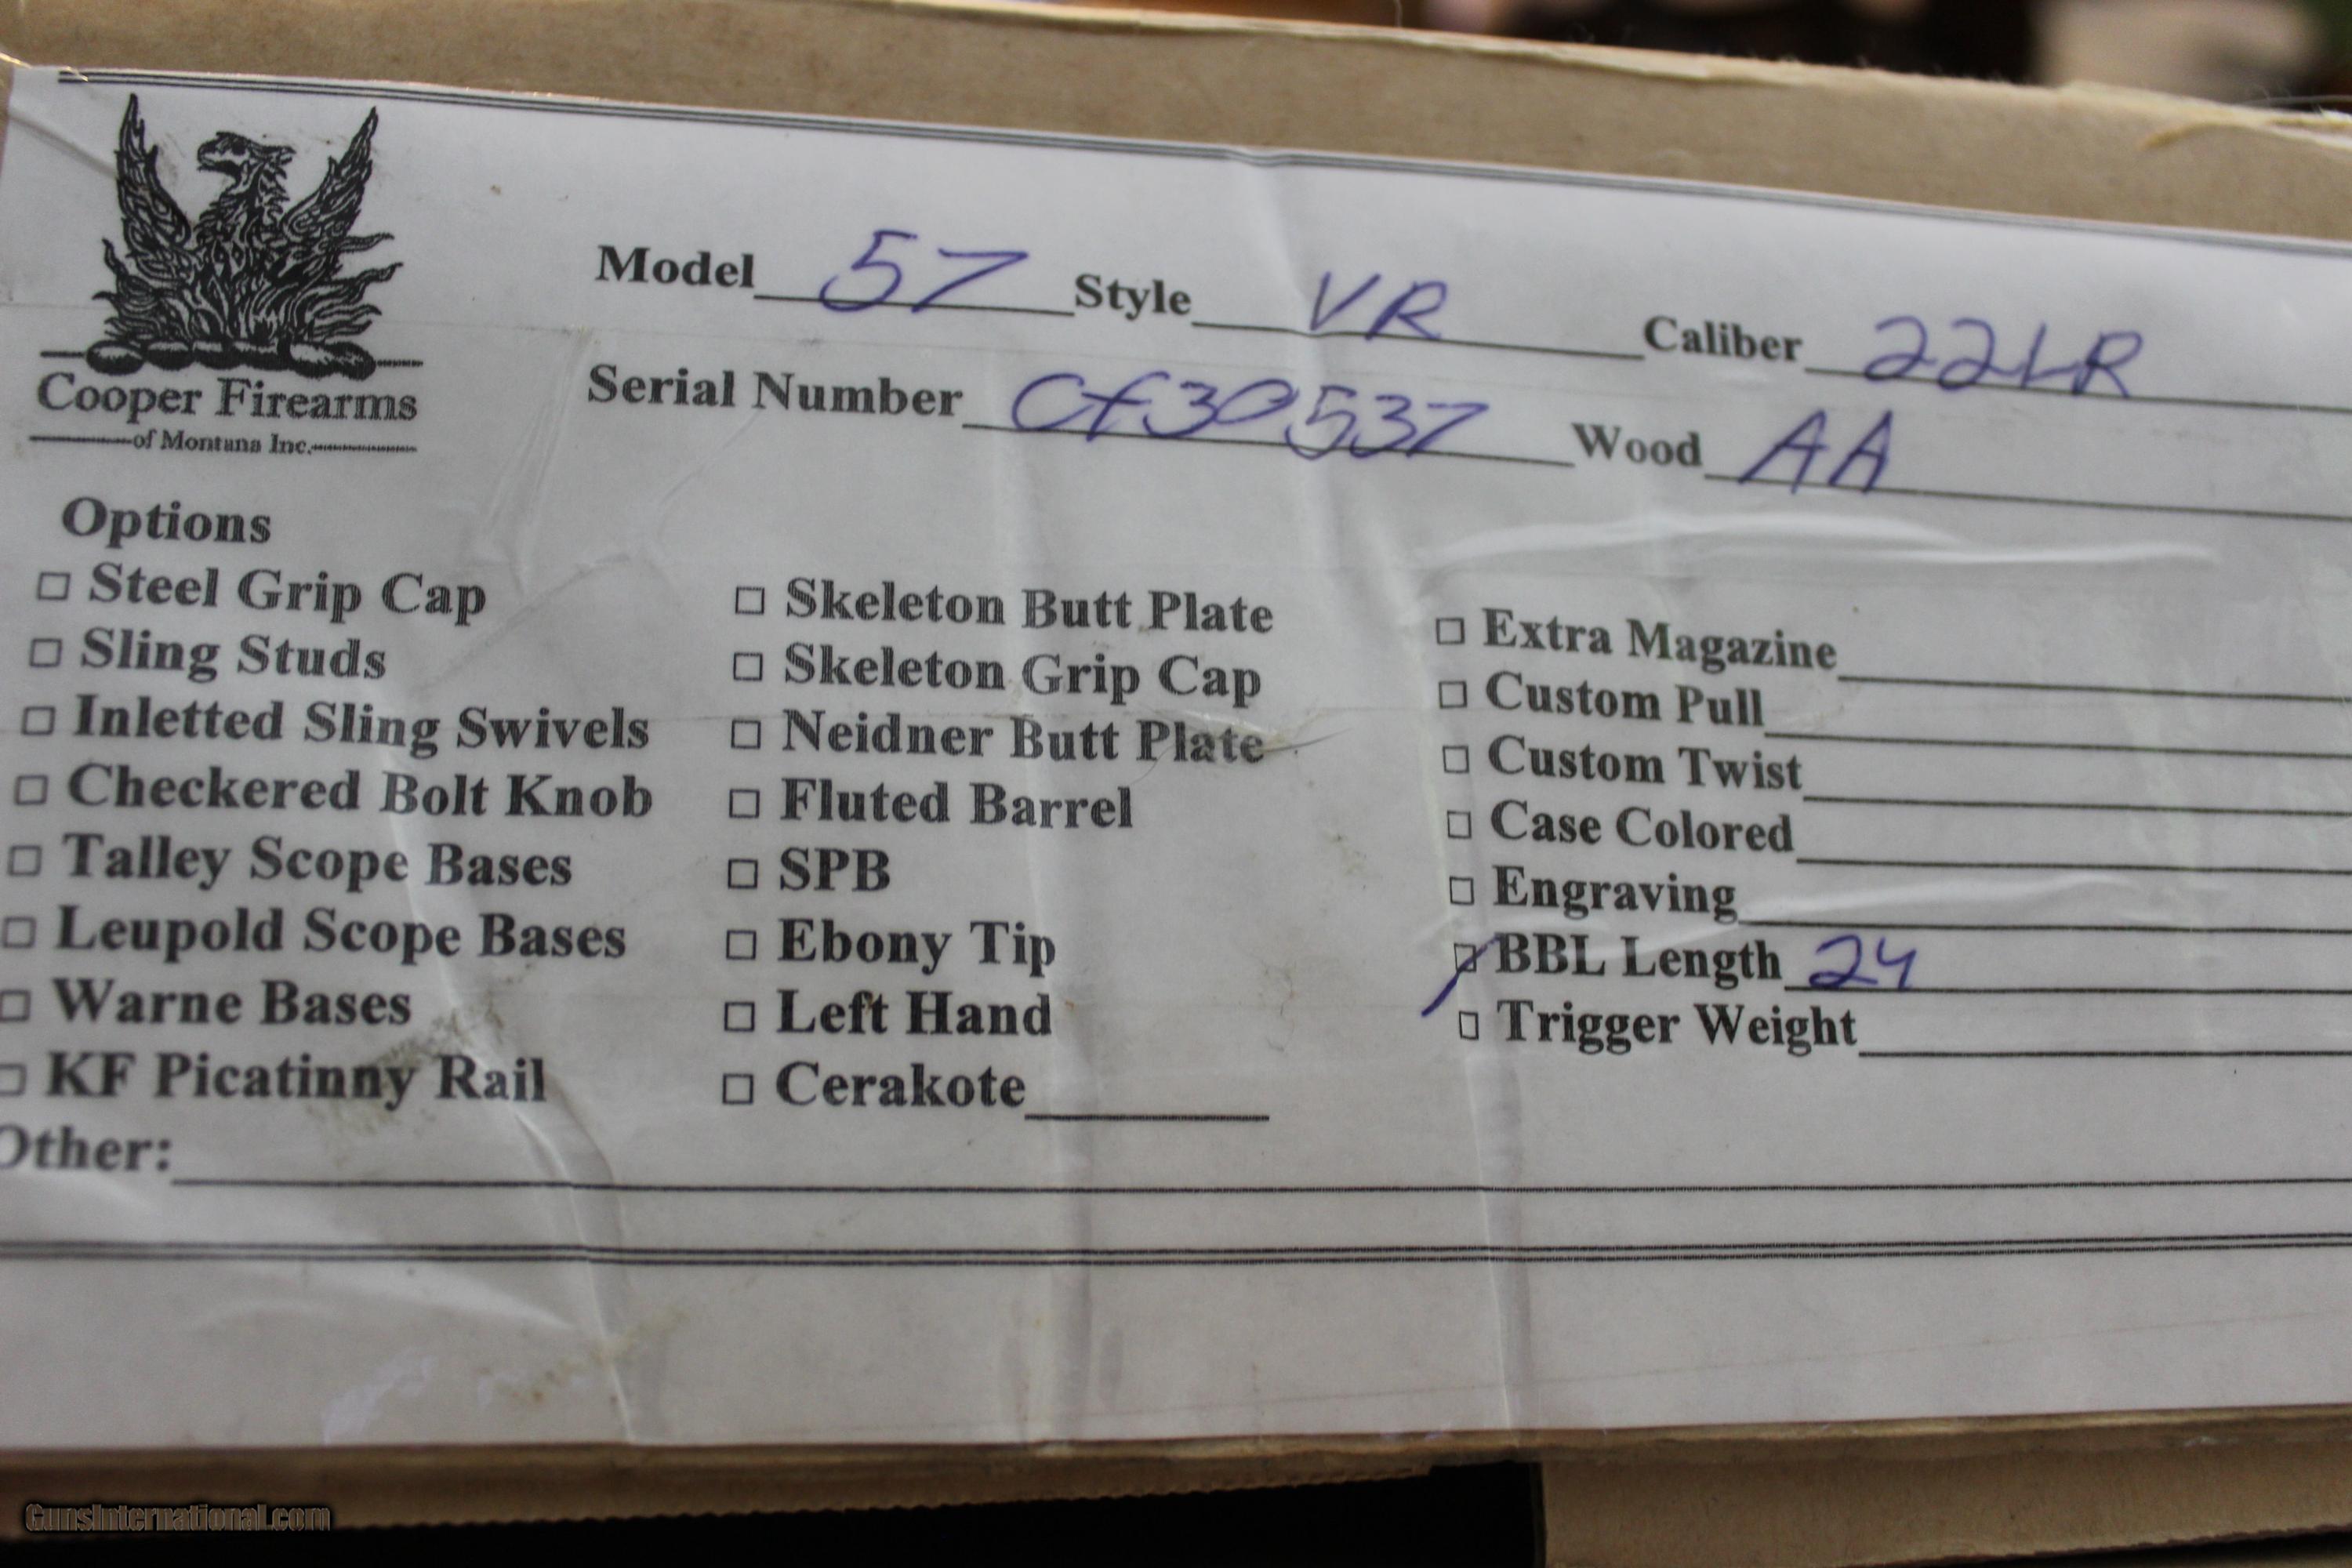 Cooper Firearms
of Montana Inc.
Model 57 Style VR Caliber 22LR
Serial Number Cf30537 Wood AA
Options
□ Steel Grip Cap
□ Sling Studs
□ Inletted Sling Swivels
□ Checkered Bolt Knob
□ Talley Scope Bases
□ Leupold Scope Bases
□ Warne Bases
□ KF Picatinny Rail
□ Skeleton Butt Plate
□ Skeleton Grip Cap
□ Neidner Butt Plate
□ Fluted Barrel
□ SPB
□ Ebony Tip
□ Left Hand
□ Cerakote
□ Extra Magazine
□ Custom Pull
□ Custom Twist
□ Case Colored
□ Engraving
☑ BBL Length 24
□ Trigger Weight
Other:
GunsInternational.com